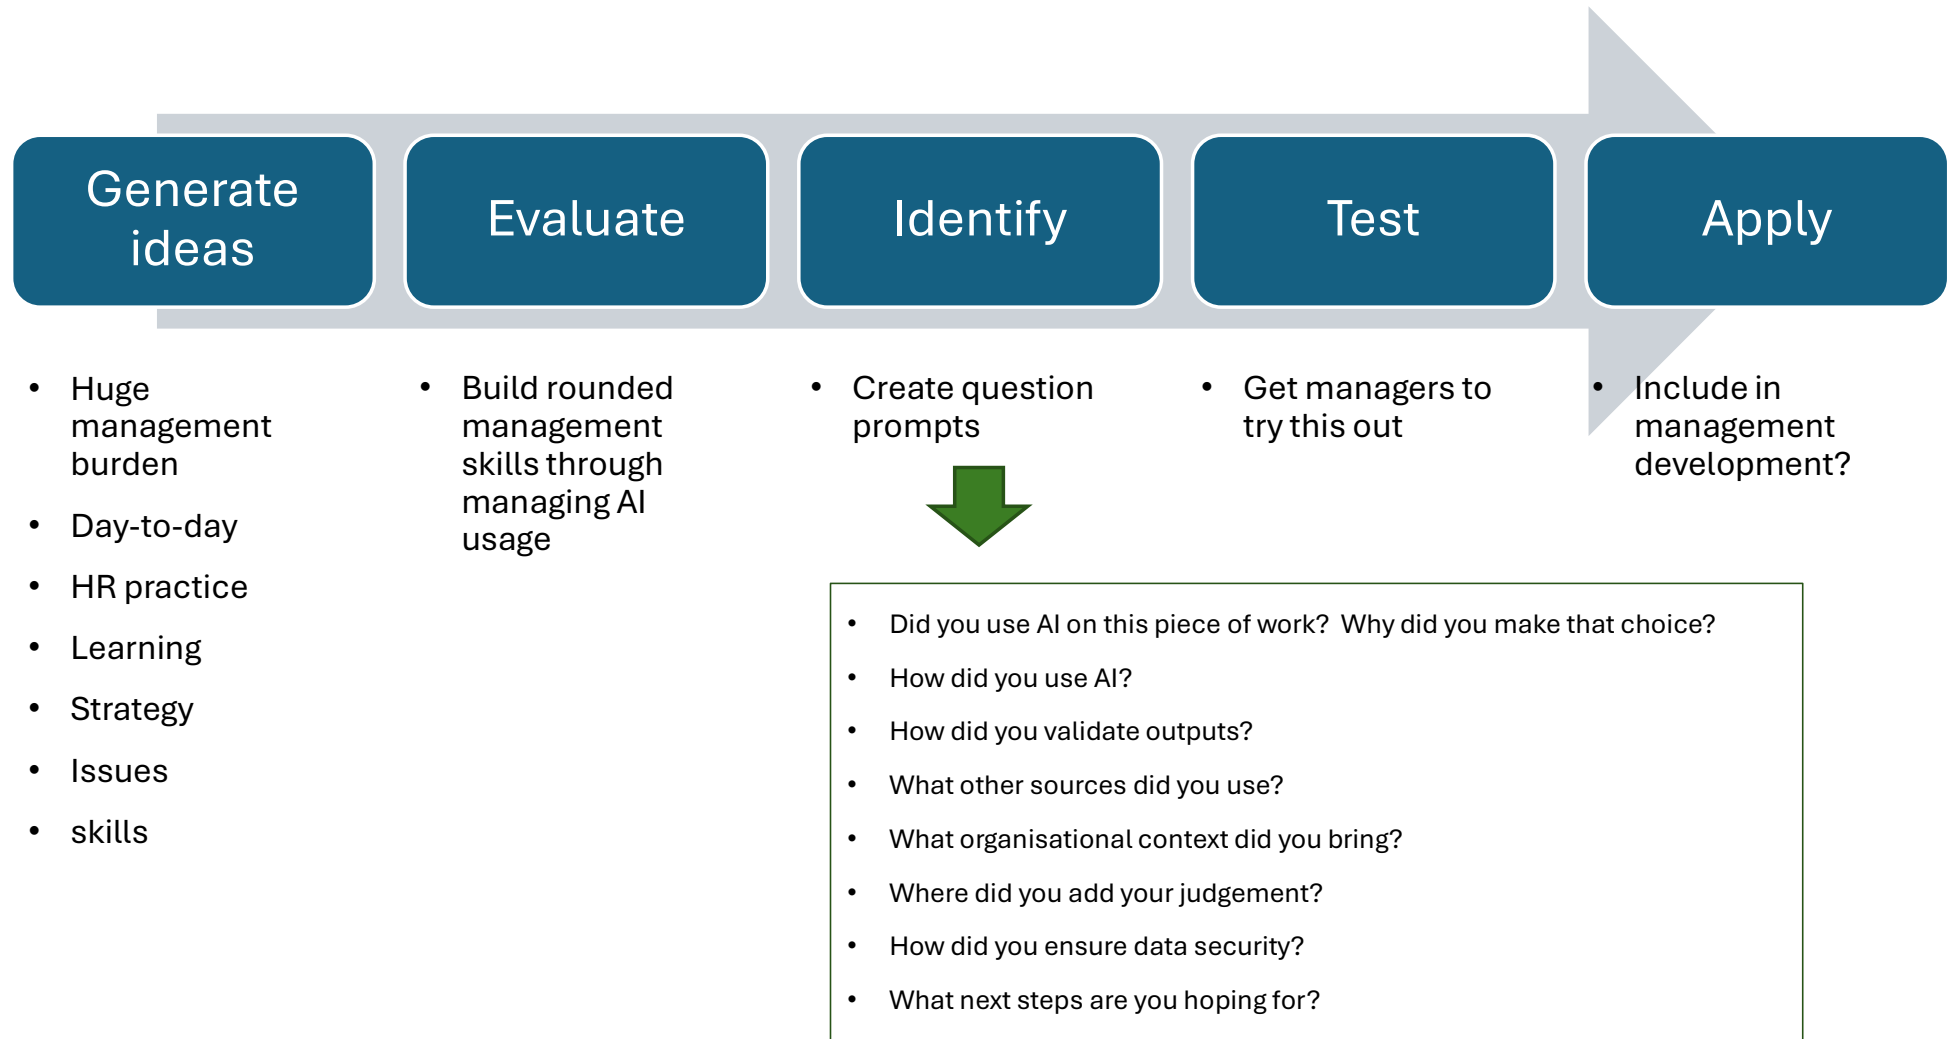 Generate
ideas
Evaluate
Identify
Test
Apply
• Huge
management
burden
• Day-to-day
• HR practice
• Learning
• Strategy
• Issues
• skills
• Build rounded
management
skills through
managing AI
usage
• Create question
prompts
• Get managers to
try this out
• Include in
management
development?
• Did you use AI on this piece of work?  Why did you make that choice?
• How did you use AI?
• How did you validate outputs?
• What other sources did you use?
• What organisational context did you bring?
• Where did you add your judgement?
• How did you ensure data security?
• What next steps are you hoping for?